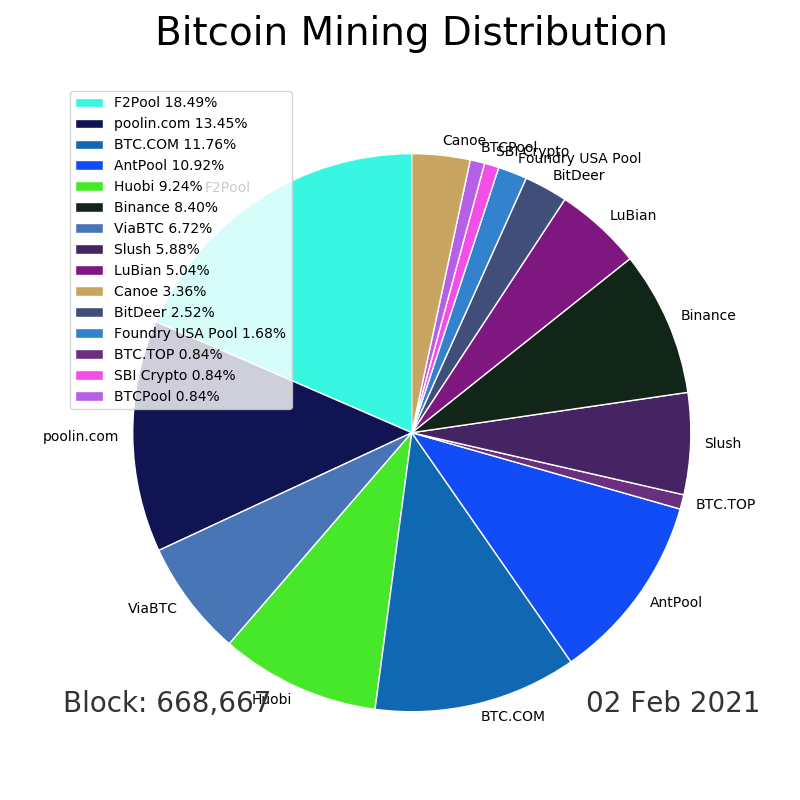 Bitcoin Mining Distribution
F2Pool 18.49%
poolin.com 13.45%
BTC.COM 11.76%
AntPool 10.92%
Huobi 9.24%
Binance 8.40%
ViaBTC 6.72%
Slush 5.88%
LuBian 5.04%
Canoe 3.36%
BitDeer 2.52%
Foundry USA Pool 1.68%
BTC.TOP 0.84%
SBI Crypto 0.84%
BTCPool 0.84%
F2Pool
Canoe
BTCPool
SBI Crypto
Foundry USA Pool
BitDeer
LuBian
Binance
Slush
BTC.TOP
AntPool
BTC.COM
Huobi
ViaBTC
poolin.com
Block: 668,667
02 Feb 2021